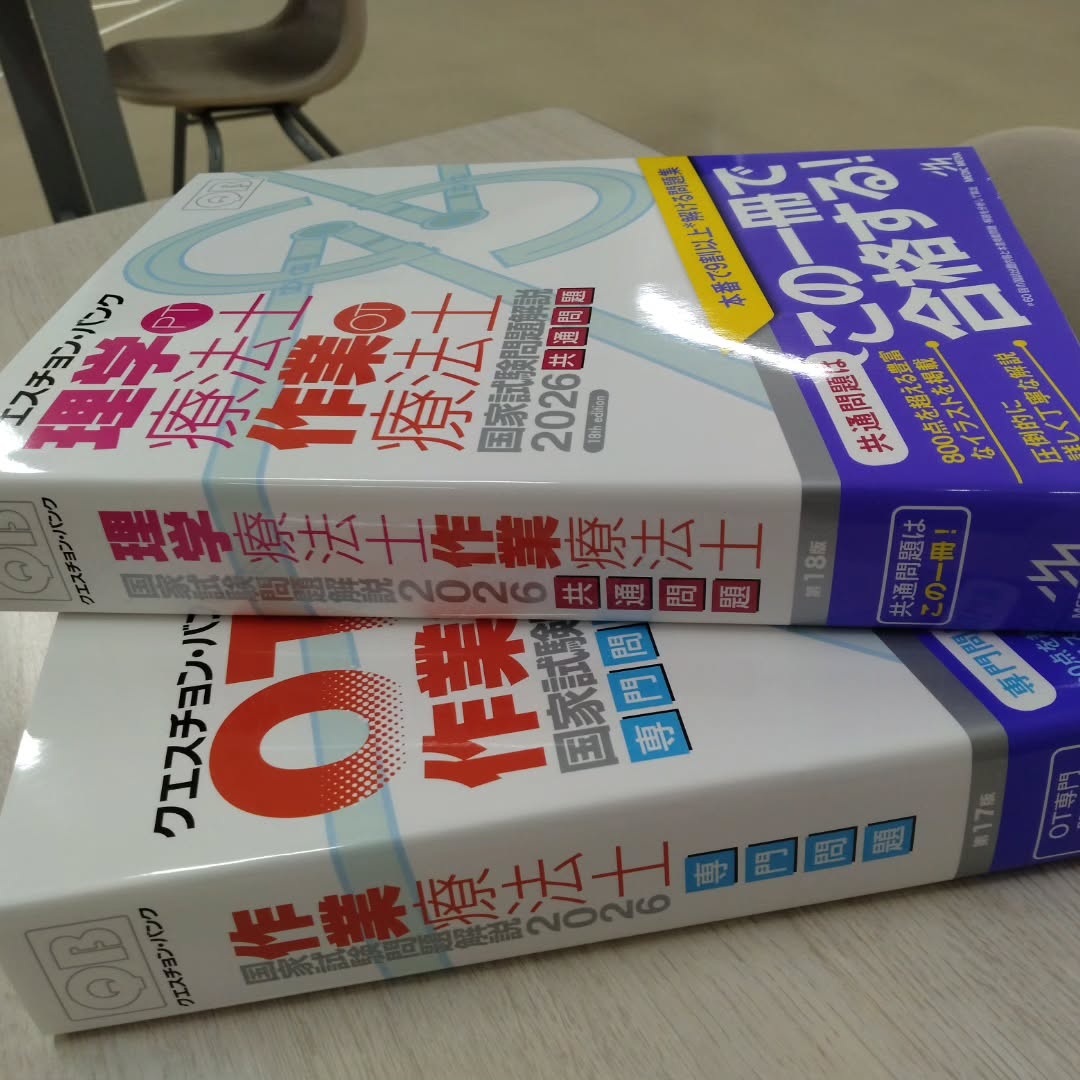 QB
エスチョン・バンク
理学 PT
療法士
作業 OT
療法士
国家試験問題解説
2026 共通問題
18th edition
本番で9割以上*解ける問題集
共通問題は
この一冊で
合格する!
800点を超える豊富
なイラストを掲載
圧倒的に
詳しく丁寧な解説
MEDIC MEDIA
QB
クエスチョン・バンク
理学療法士作業療法士
国家試験問題解説2026 共通問題
第18版
共通問題は
この一冊!
クエスチョン・バン
OT
作業
国家試験
専門問
専門問
QB
クエスチョン・バンク
作業療法士
国家試験問題解説2026
専門問題
第17版
OT専門